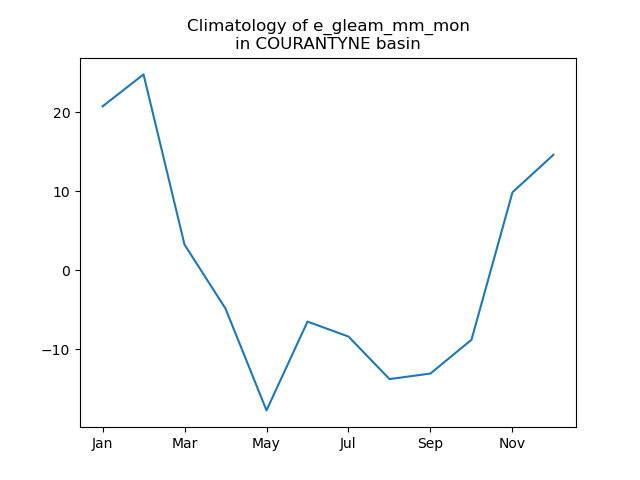 Climatology of e_gleam_mm_mon
in COURANTYNE basin
20
10
0
−10
Jan Mar May Jul Sep Nov